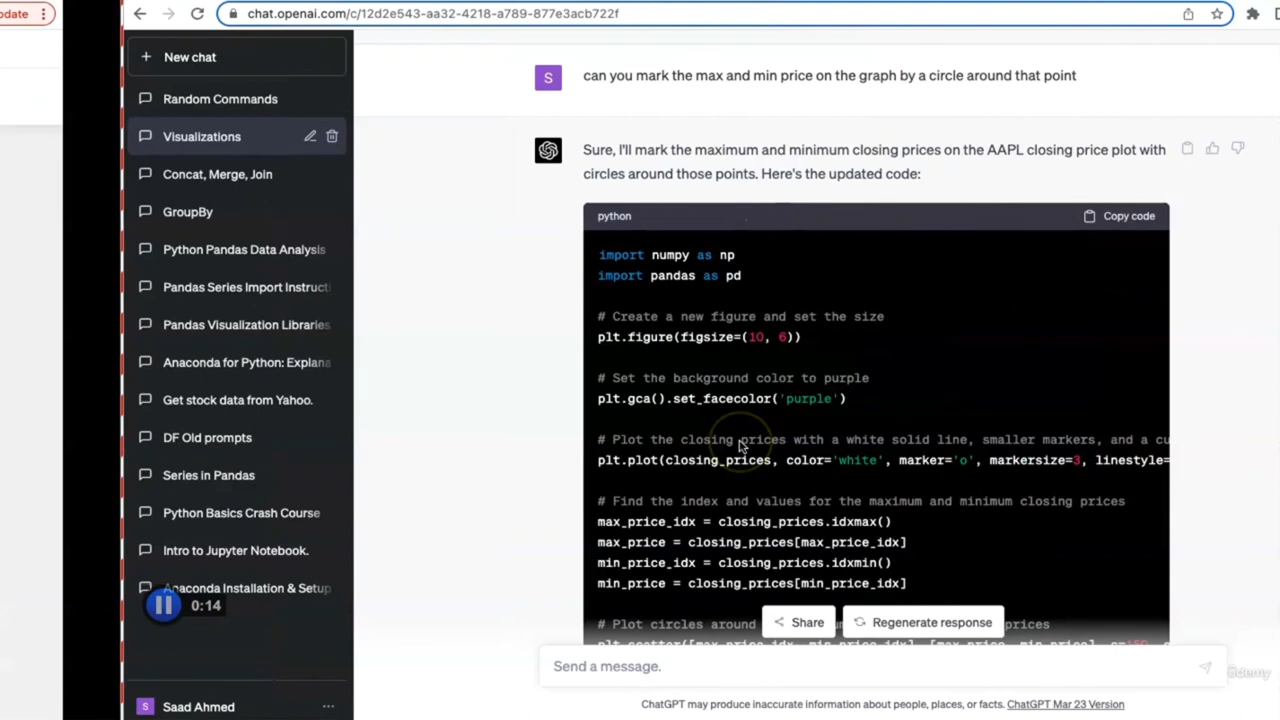 pdate
chat.openai.com/c/12d2e543-aa32-4218-a789-877e3acb722f
New chat
Random Commands
Visualizations
Concat, Merge, Join
GroupBy
Python Pandas Data Analysis
Pandas Series Import Instruct
Pandas Visualization Libraries
Anaconda for Python: Explana
Get stock data from Yahoo.
DF Old prompts
Series in Pandas
Python Basics Crash Course
Intro to Jupyter Notebook.
Anaconda Installation & Setup
0:14
S Saad Ahmed
S can you mark the max and min price on the graph by a circle around that point
Sure, I'll mark the maximum and minimum closing prices on the AAPL closing price plot with
circles around those points. Here's the updated code:
python Copy code
import numpy as np
import pandas as pd
# Create a new figure and set the size
plt.figure(figsize=(10, 6))
# Set the background color to purple
plt.gca().set_facecolor('purple')
# Plot the closing prices with a white solid line, smaller markers, and a cu
plt.plot(closing_prices, color='white', marker='o', markersize=3, linestyle=
# Find the index and values for the maximum and minimum closing prices
max_price_idx = closing_prices.idxmax()
max_price = closing_prices[max_price_idx]
min_price_idx = closing_prices.idxmin()
min_price = closing_prices[min_price_idx]
# Plot circles around
Share
Regenerate response
Send a message.
ChatGPT may produce inaccurate information about people, places, or facts. ChatGPT Mar 23 Version
ûdemy